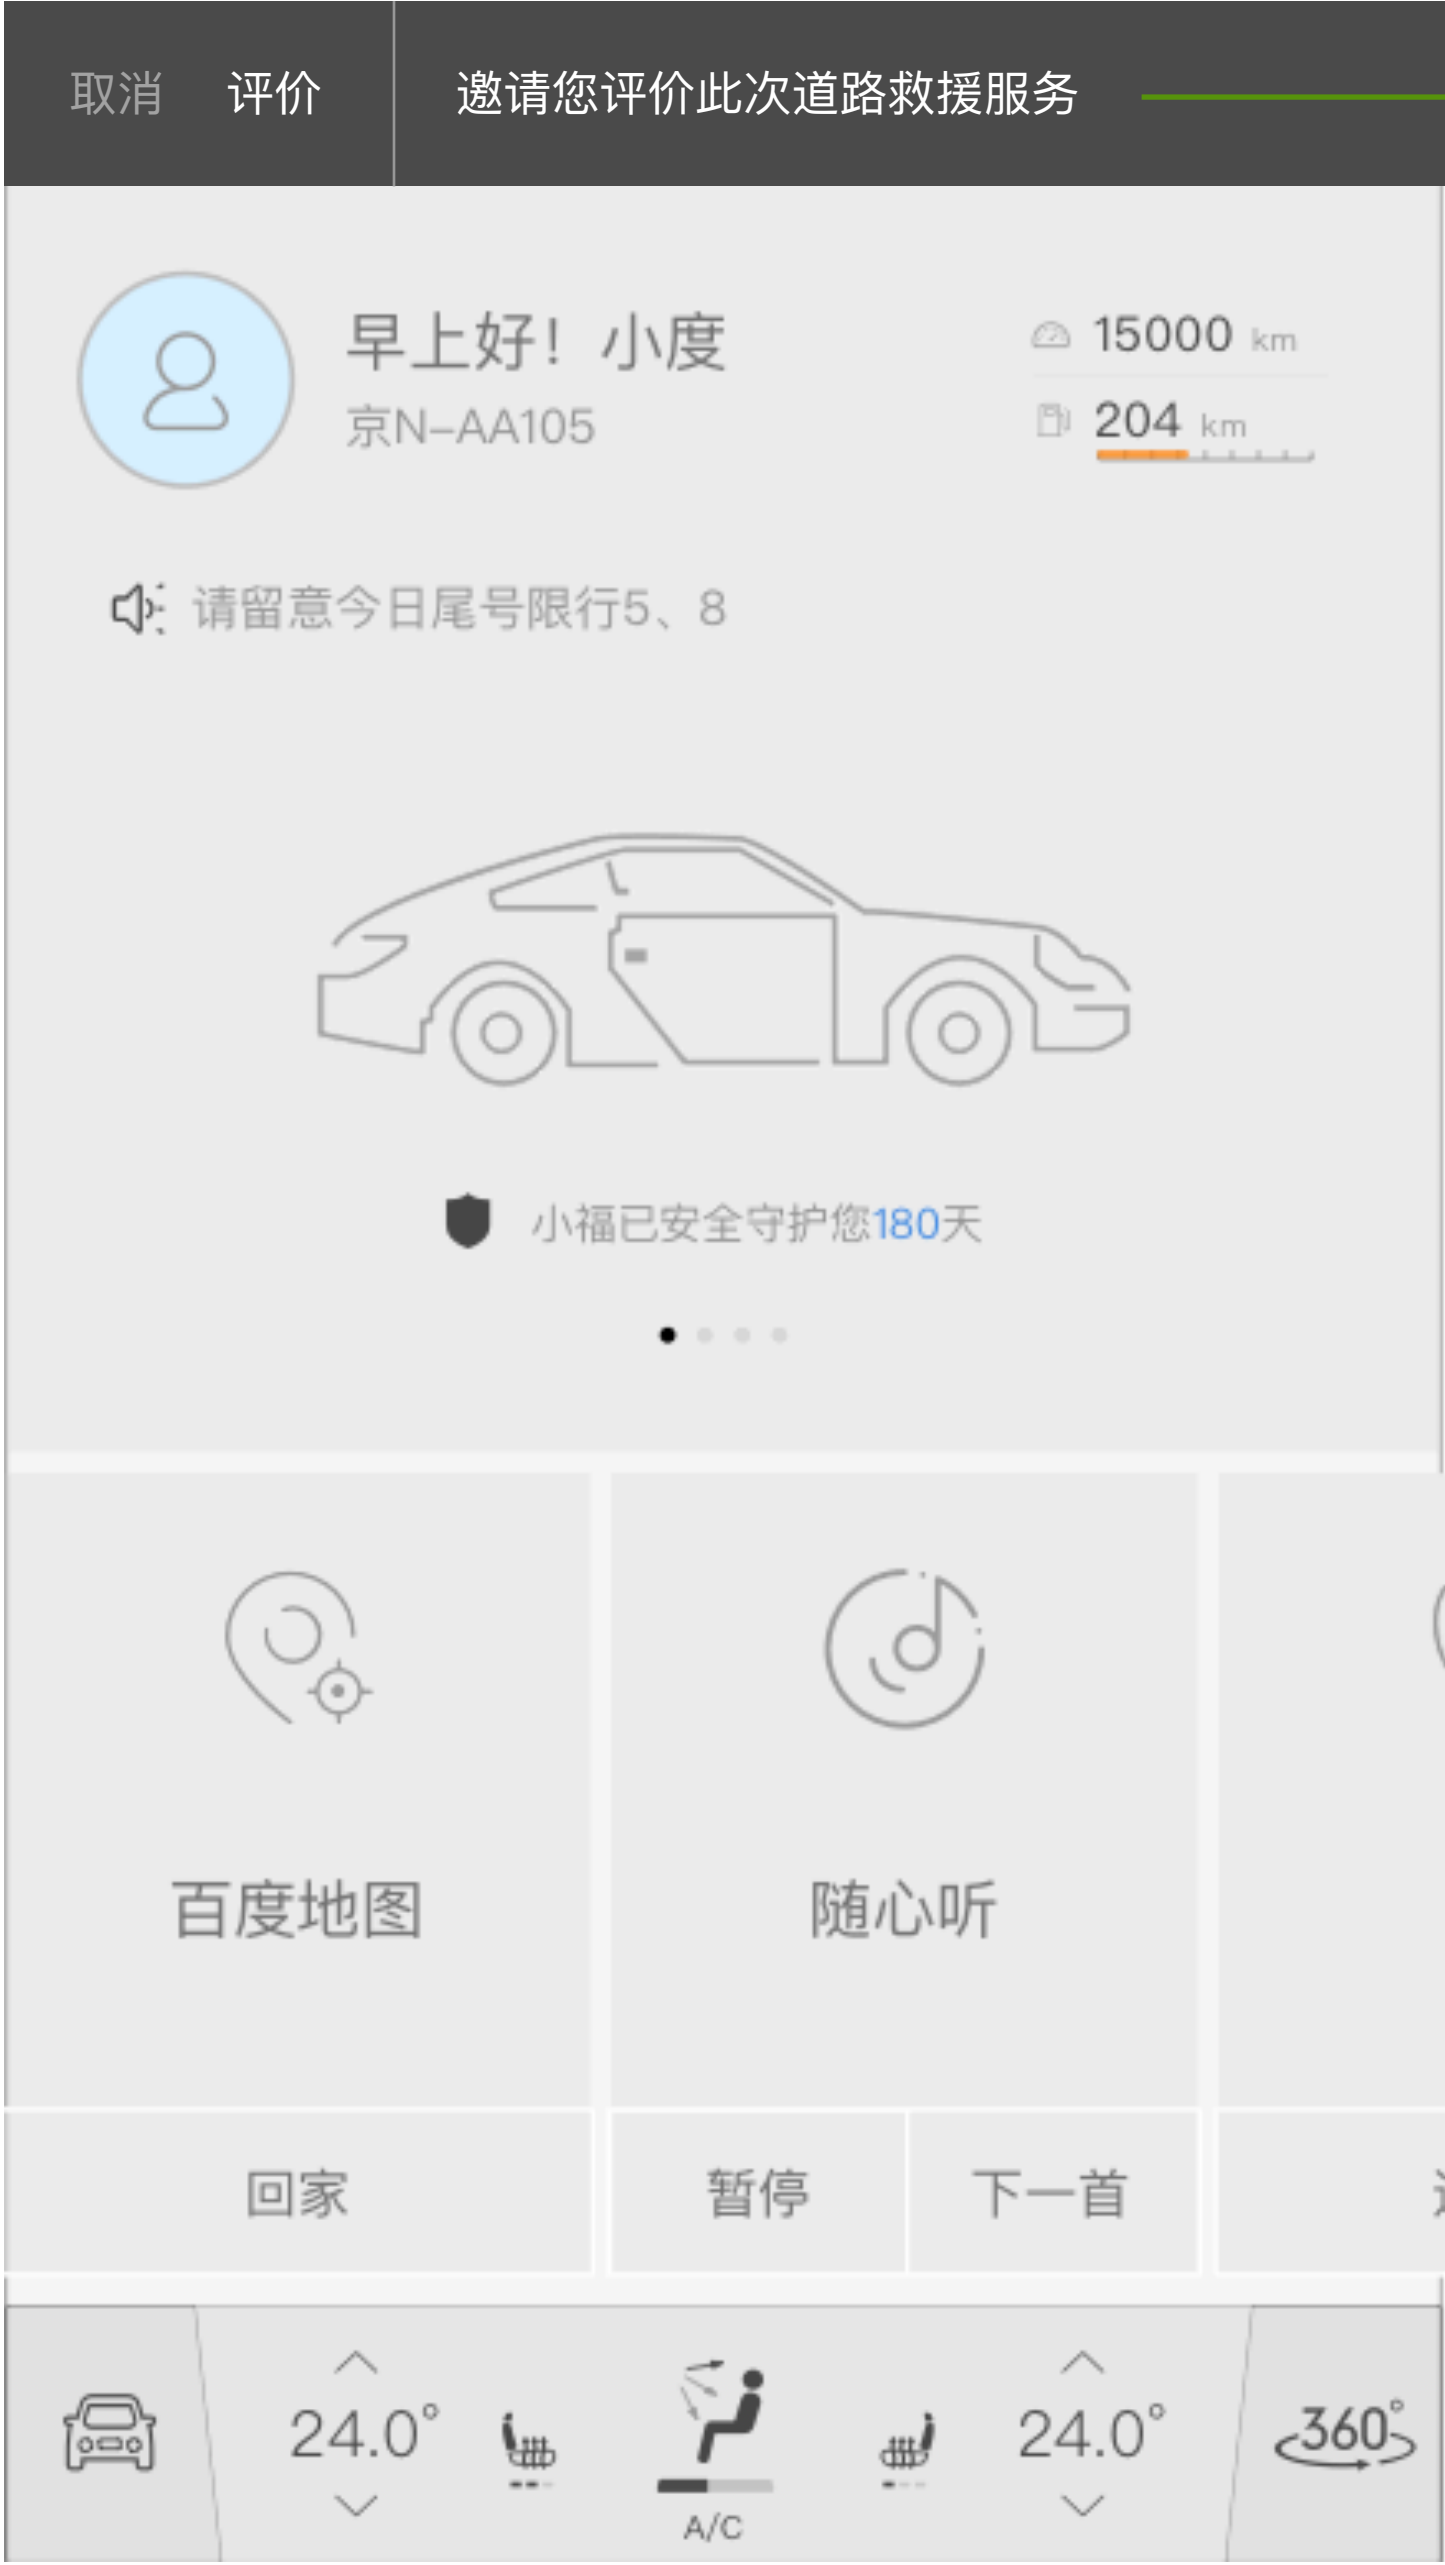 取消 评价 邀请您评价此次道路救援服务
早上好！小度
京N-AA105
15000 km
204 km
请留意今日尾号限行5、8
小福已安全守护您180天
百度地图 随心听
回家 暂停 下一首
24.0° 24.0° 360°
A/C